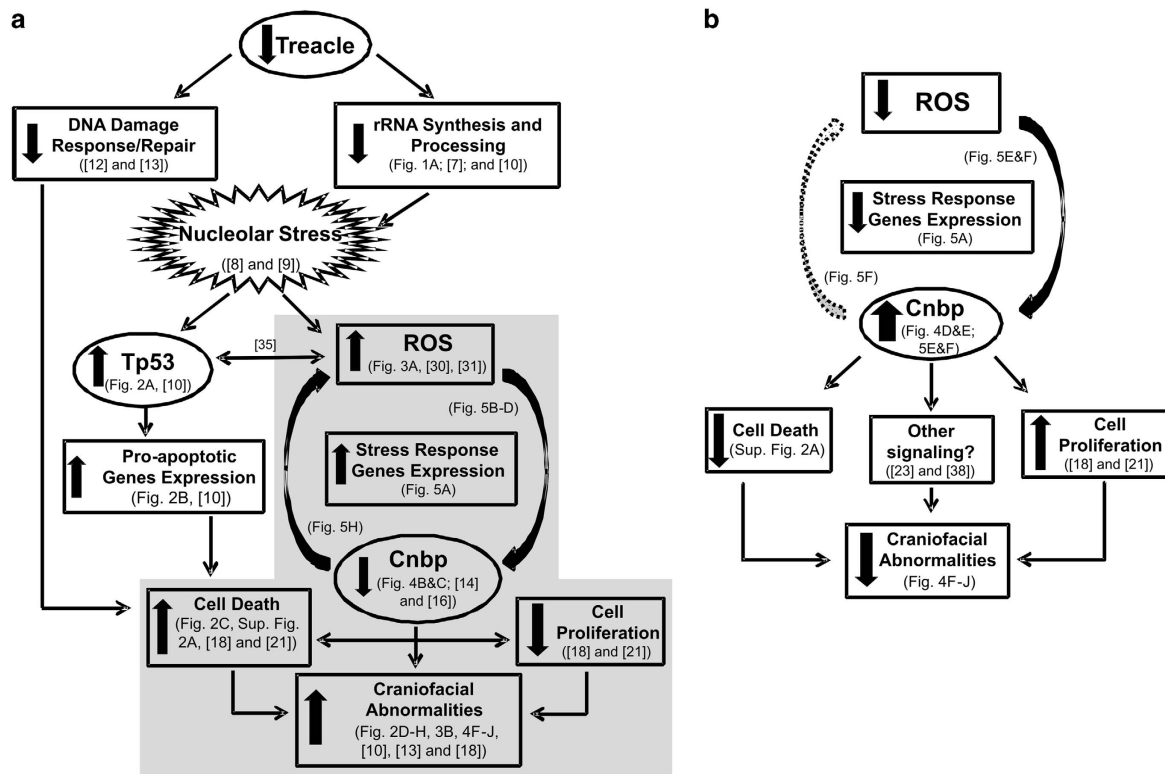 a
Treacle
DNA Damage
Response/Repair
([12] and [13])
rRNA Synthesis and
Processing
(Fig. 1A; [7]; and [10])
Nucleolar Stress
([8] and [9])
Tp53
(Fig. 2A, [10])
[35]
ROS
(Fig. 3A, [30], [31])
(Fig. 5B-D)
Pro-apoptotic
Genes Expression
(Fig. 2B, [10])
Stress Response
Genes Expression
(Fig. 5A)
(Fig. 5H)
Cnbp
(Fig. 4B&C; [14]
and [16])
Cell Death
(Fig. 2C, Sup. Fig.
2A, [18] and [21])
Cell
Proliferation
([18] and [21])
Craniofacial
Abnormalities
(Fig. 2D-H, 3B, 4F-J,
[10], [13] and [18])
b
ROS
(Fig. 5E&F)
Stress Response
Genes Expression
(Fig. 5A)
(Fig. 5F)
Cnbp
(Fig. 4D&E;
5E&F)
Cell Death
(Sup. Fig. 2A)
Other
signaling?
([23] and [38])
Cell
Proliferation
([18] and [21])
Craniofacial
Abnormalities
(Fig. 4F-J)